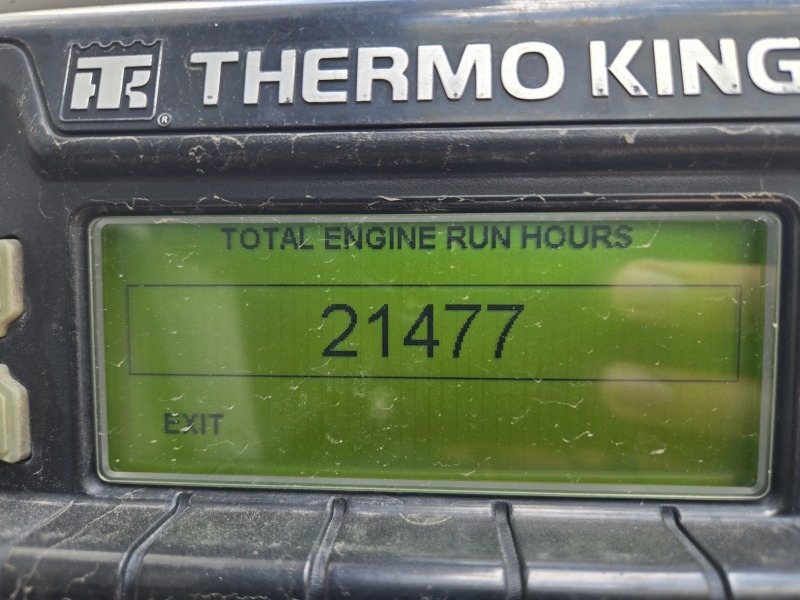 TK ® THERMO KING
TOTAL ENGINE RUN HOURS
21477
EXIT